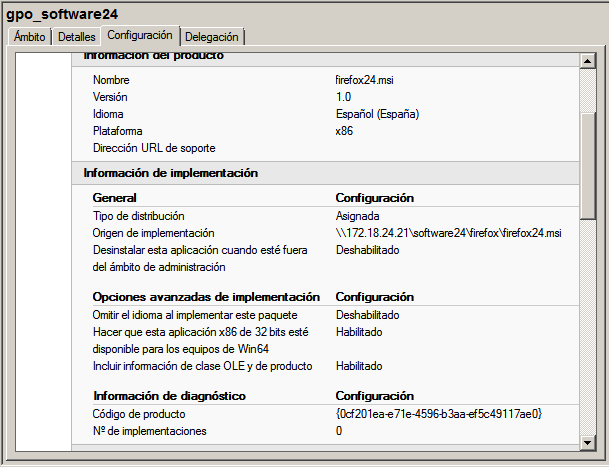 gpo_software24
Ámbito Detalles Configuración Delegación
Información del producto
Nombre firefox24.msi
Versión 1.0
Idioma Español (España)
Plataforma x86
Dirección URL de soporte
Información de implementación
General Configuración
Tipo de distribución Asignada
Origen de implementación \\172.18.24.21\software24\firefox\firefox24.msi
Desinstalar esta aplicación cuando esté fuera Deshabilitado
del ámbito de administración
Opciones avanzadas de implementación Configuración
Omitir el idioma al implementar este paquete Deshabilitado
Hacer que esta aplicación x86 de 32 bits esté Habilitado
disponible para los equipos de Win64
Incluir información de clase OLE y de producto Habilitado
Información de diagnóstico Configuración
Código de producto {0cf201ea-e71e-4596-b3aa-ef5c49117ae0}
Nº de implementaciones 0